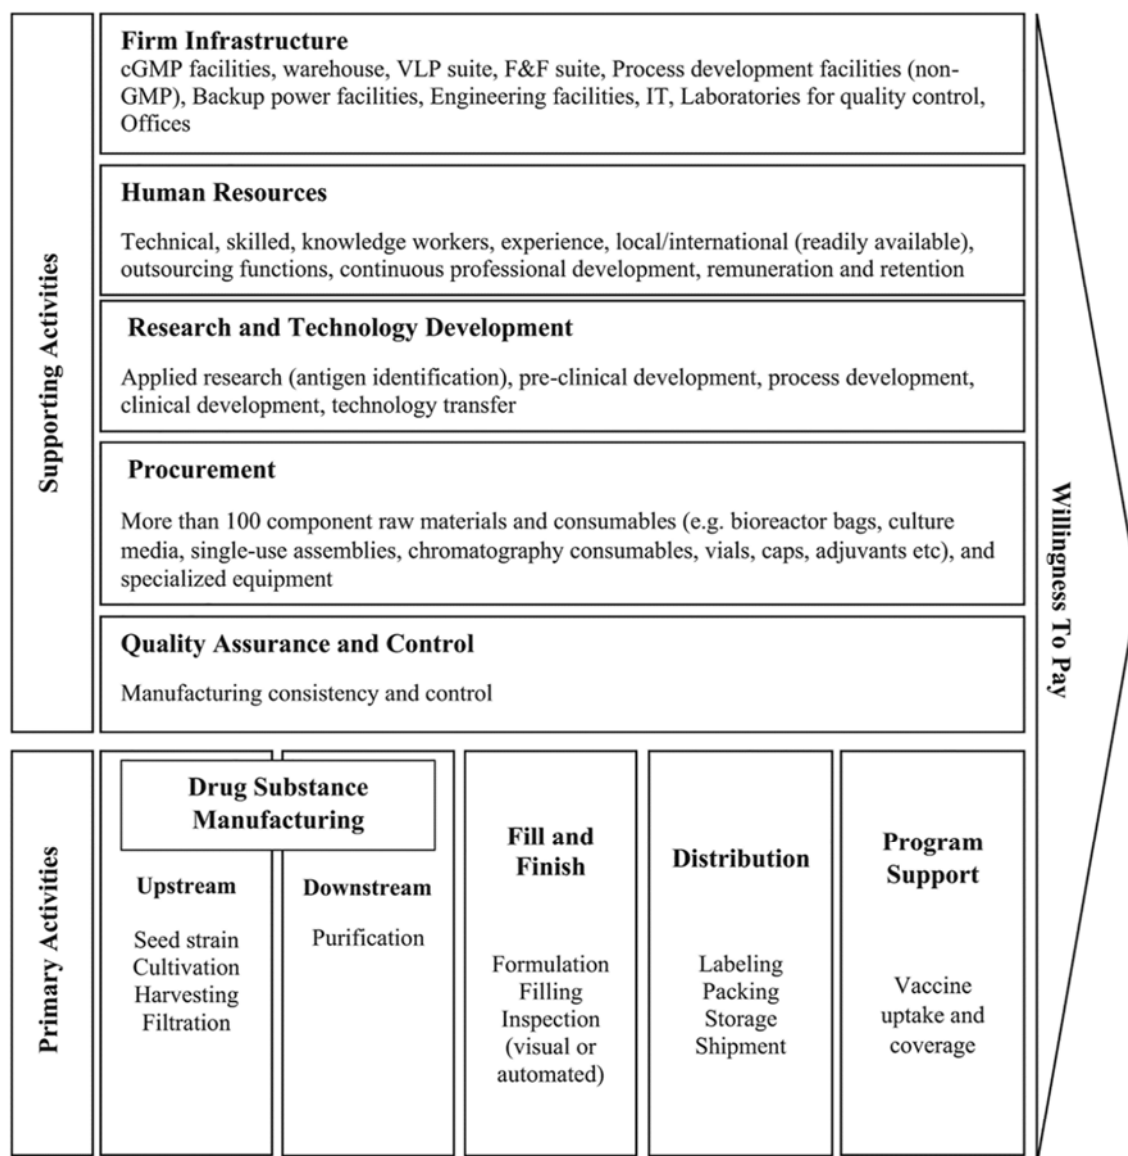 Firm Infrastructure
cGMP facilities, warehouse, VLP suite, F&F suite, Process development facilities (non-
GMP), Backup power facilities, Engineering facilities, IT, Laboratories for quality control,
Offices
Human Resources
Technical, skilled, knowledge workers, experience, local/international (readily available),
outsourcing functions, continuous professional development, remuneration and retention
Research and Technology Development
Applied research (antigen identification), pre-clinical development, process development,
clinical development, technology transfer
Procurement
More than 100 component raw materials and consumables (e.g. bioreactor bags, culture
media, single-use assemblies, chromatography consumables, vials, caps, adjuvants etc), and
specialized equipment
Quality Assurance and Control
Manufacturing consistency and control
Supporting Activities
Willingness To Pay
Primary Activities
Drug Substance
Manufacturing
Upstream
Seed strain
Cultivation
Harvesting
Filtration
Downstream
Purification
Fill and
Finish
Formulation
Filling
Inspection
(visual or
automated)
Distribution
Labeling
Packing
Storage
Shipment
Program
Support
Vaccine
uptake and
coverage